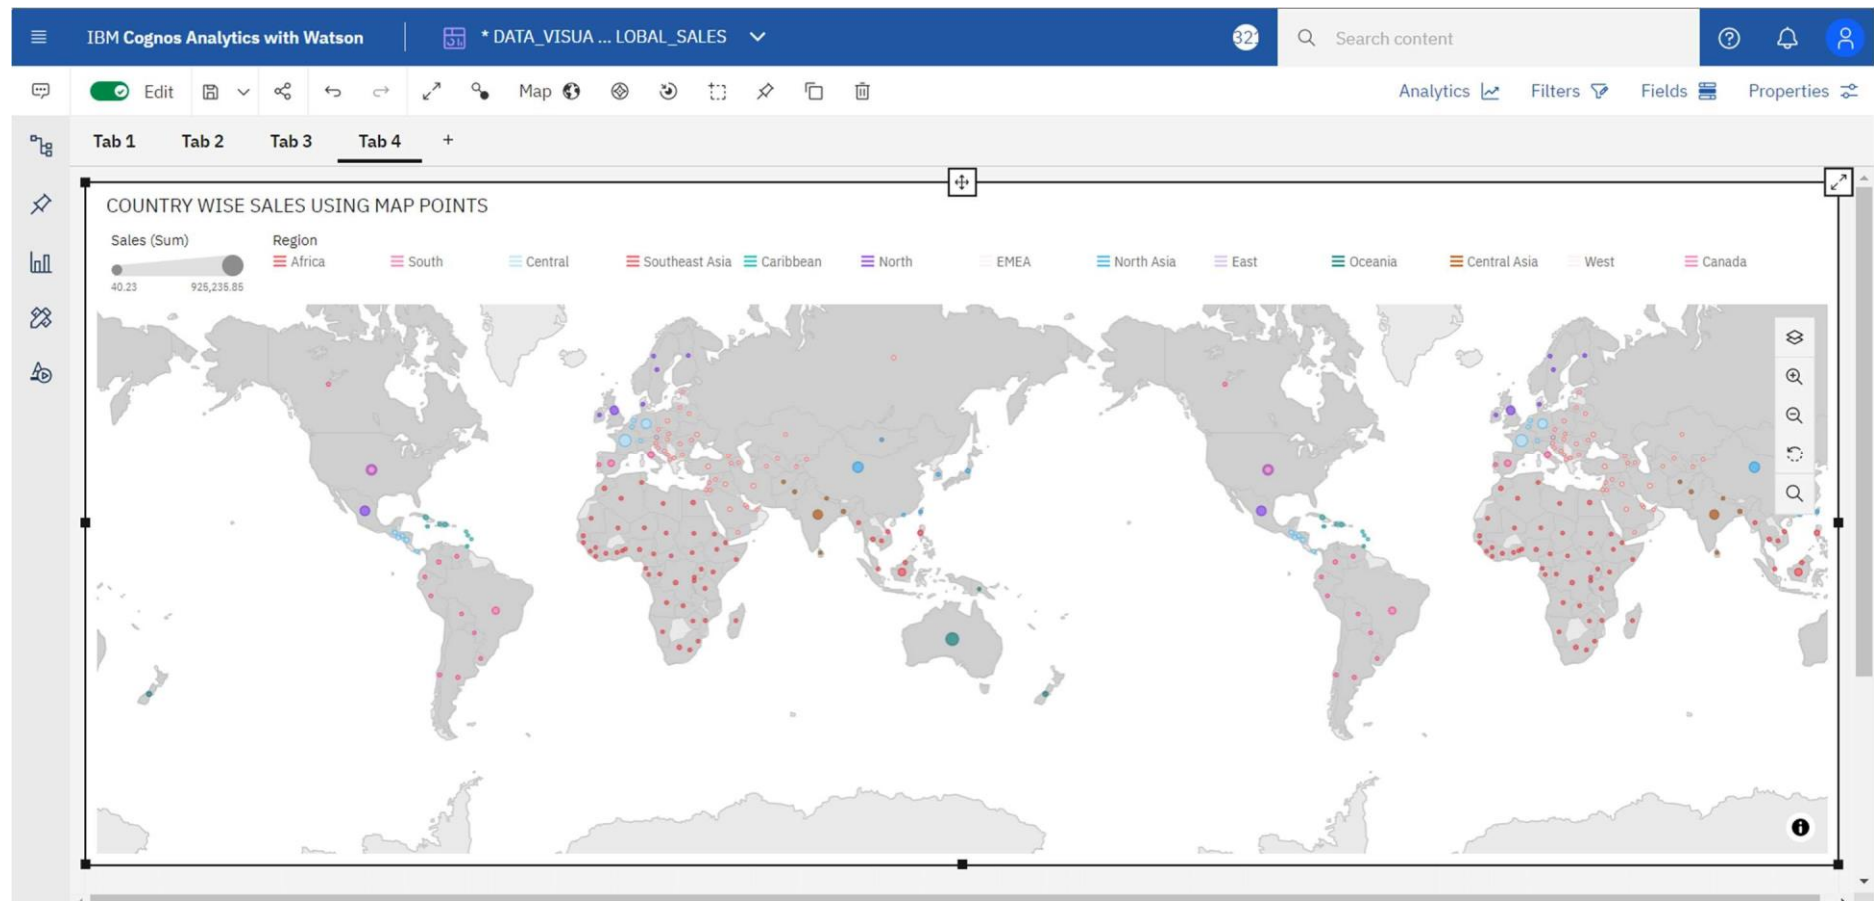 IBM Cognos Analytics with Watson
* DATA_VISUA ... LOBAL_SALES
Search content
Edit
Map
Analytics
Filters
Fields
Properties
Tab 1
Tab 2
Tab 3
Tab 4
+
COUNTRY WISE SALES USING MAP POINTS
Sales (Sum)
40.23
925,235.85
Region
Africa
South
Central
Southeast Asia
Caribbean
North
EMEA
North Asia
East
Oceania
Central Asia
West
Canada